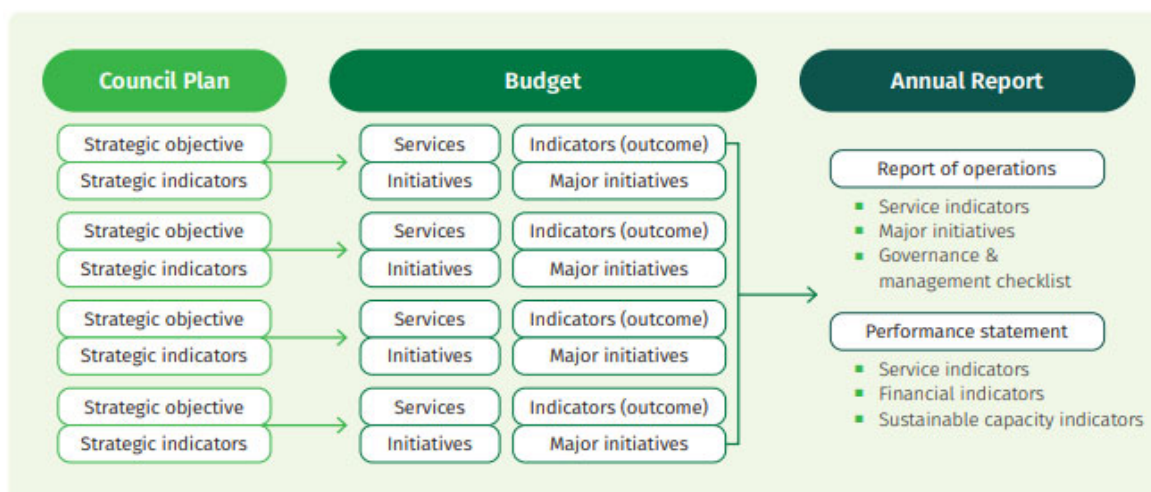 Council Plan
Strategic objective
Strategic indicators
Strategic objective
Strategic indicators
Strategic objective
Strategic indicators
Strategic objective
Strategic indicators
Budget
Services
Indicators (outcome)
Initiatives
Major initiatives
Services
Indicators (outcome)
Initiatives
Major initiatives
Services
Indicators (outcome)
Initiatives
Major initiatives
Services
Indicators (outcome)
Initiatives
Major initiatives
Annual Report
Report of operations
▪ Service indicators
▪ Major initiatives
▪ Governance &
management checklist
Performance statement
▪ Service indicators
▪ Financial indicators
▪ Sustainable capacity indicators